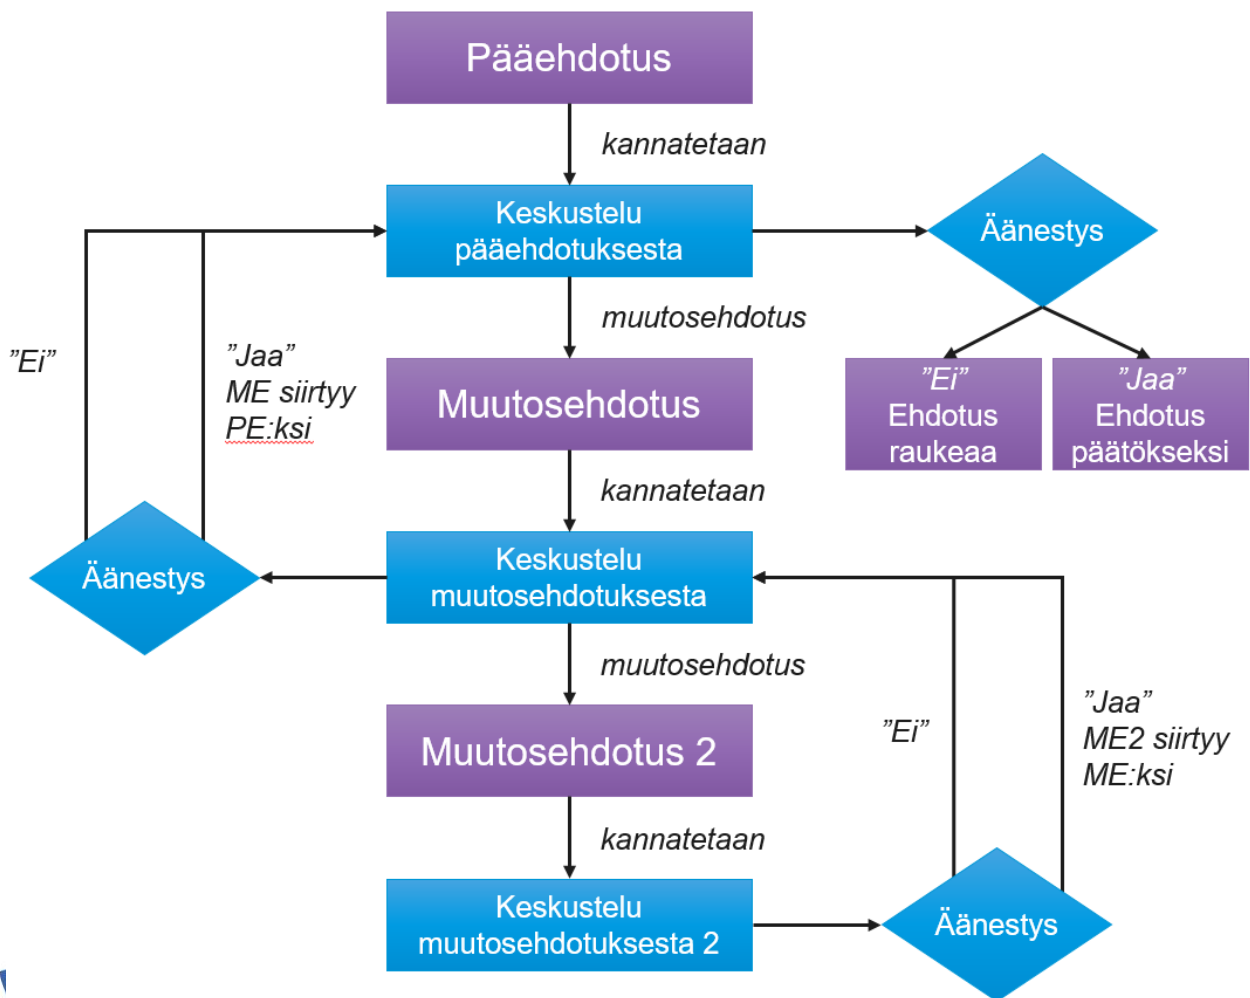 Pääehdotus
kannatetaan
Keskustelu
pääehdotuksesta
Äänestys
muutosehdotus
”Ei”
”Jaa”
ME siirtyy
PE:ksi
Muutosehdotus
”Ei”
Ehdotus
raukeaa
”Jaa”
Ehdotus
päätökseksi
kannatetaan
Äänestys
Keskustelu
muutosehdotuksesta
muutosehdotus
Muutosehdotus 2
”Ei”
”Jaa”
ME2 siirtyy
ME:ksi
kannatetaan
Keskustelu
muutosehdotuksesta 2
Äänestys